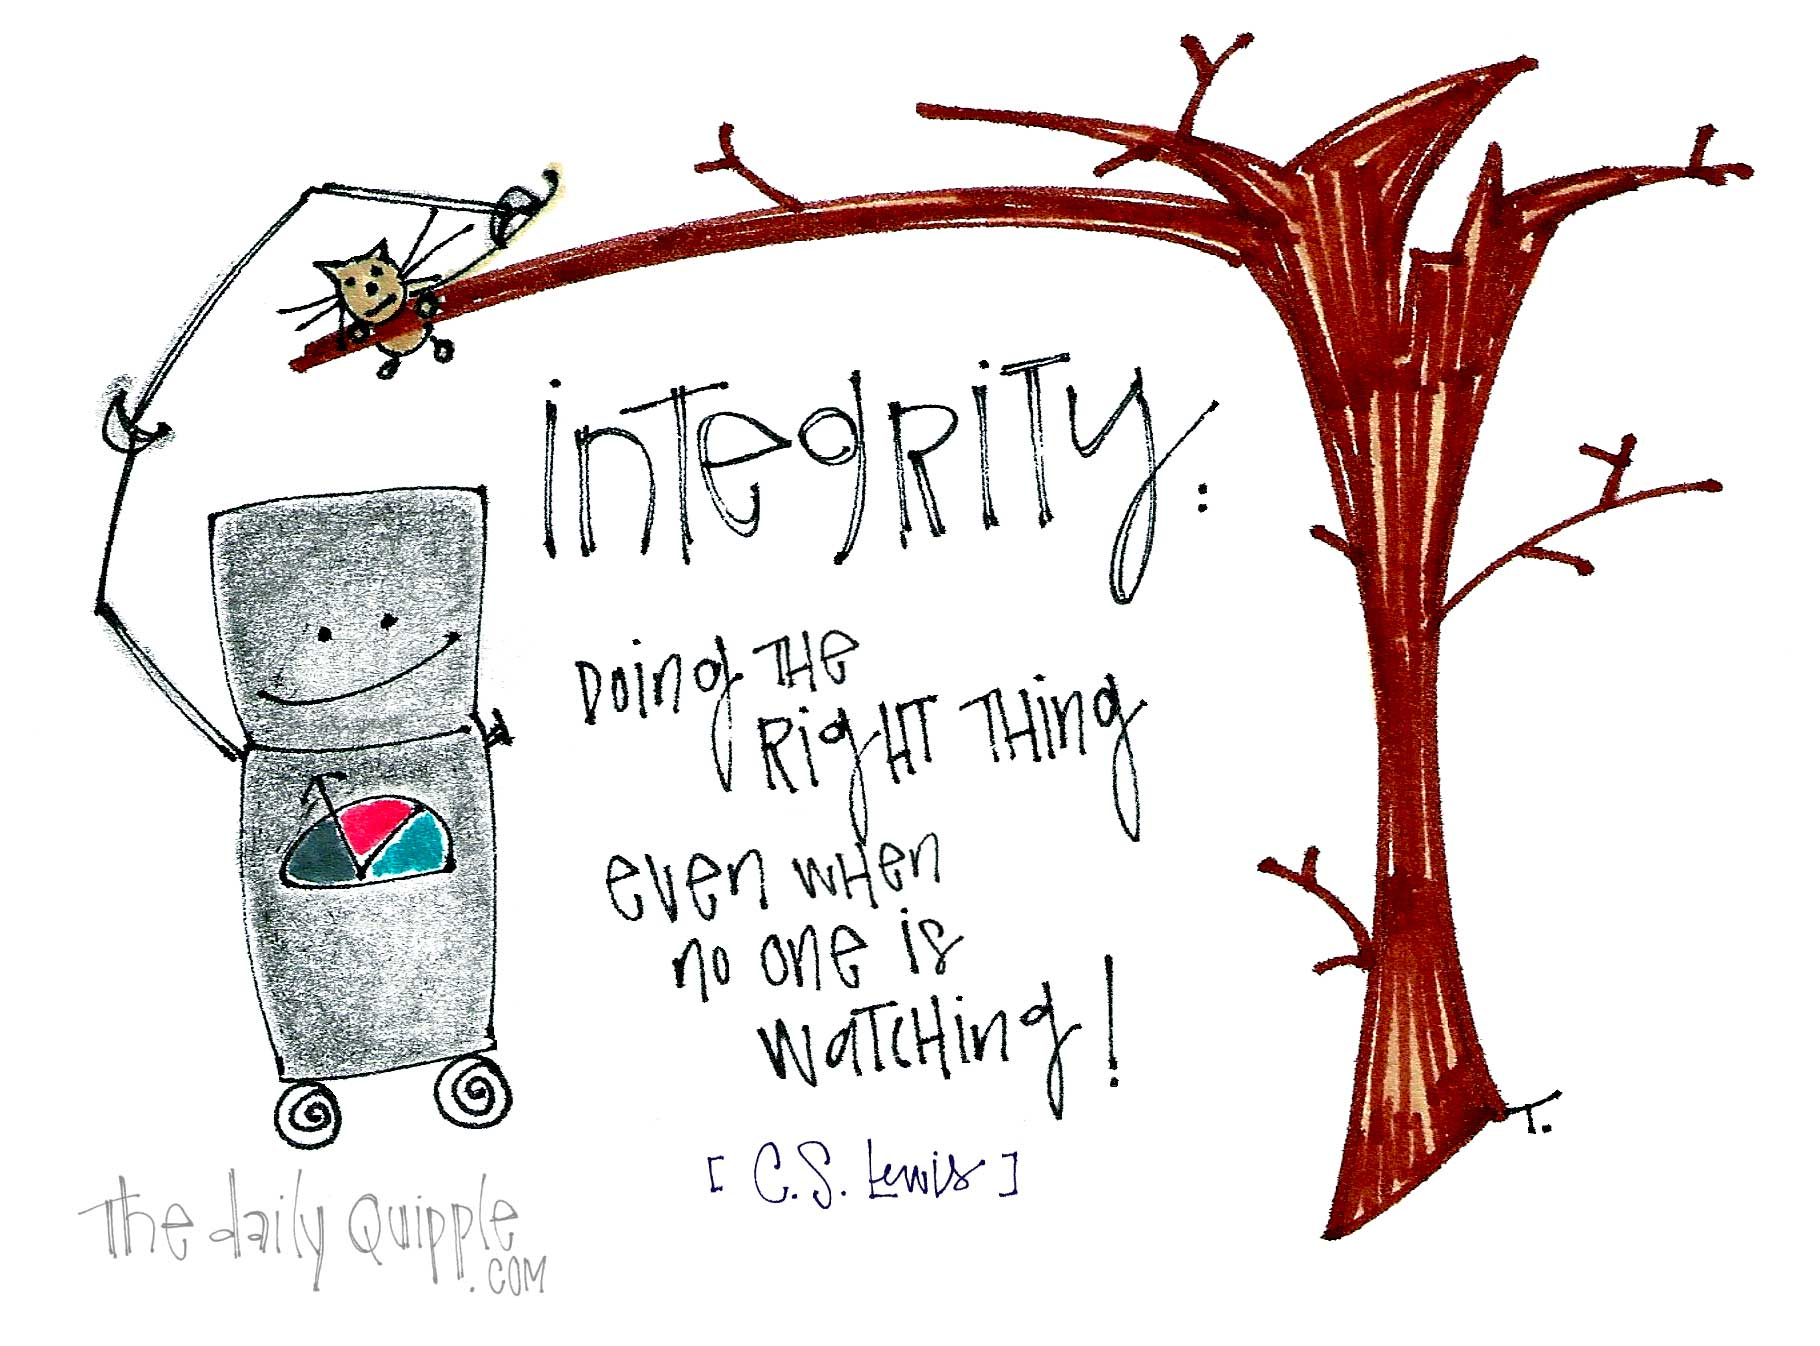 integrity:
Doing the
Right Thing
even when
no one is
watching!
[ C.S. Lewis ]
T.
The daily Quipple
.com